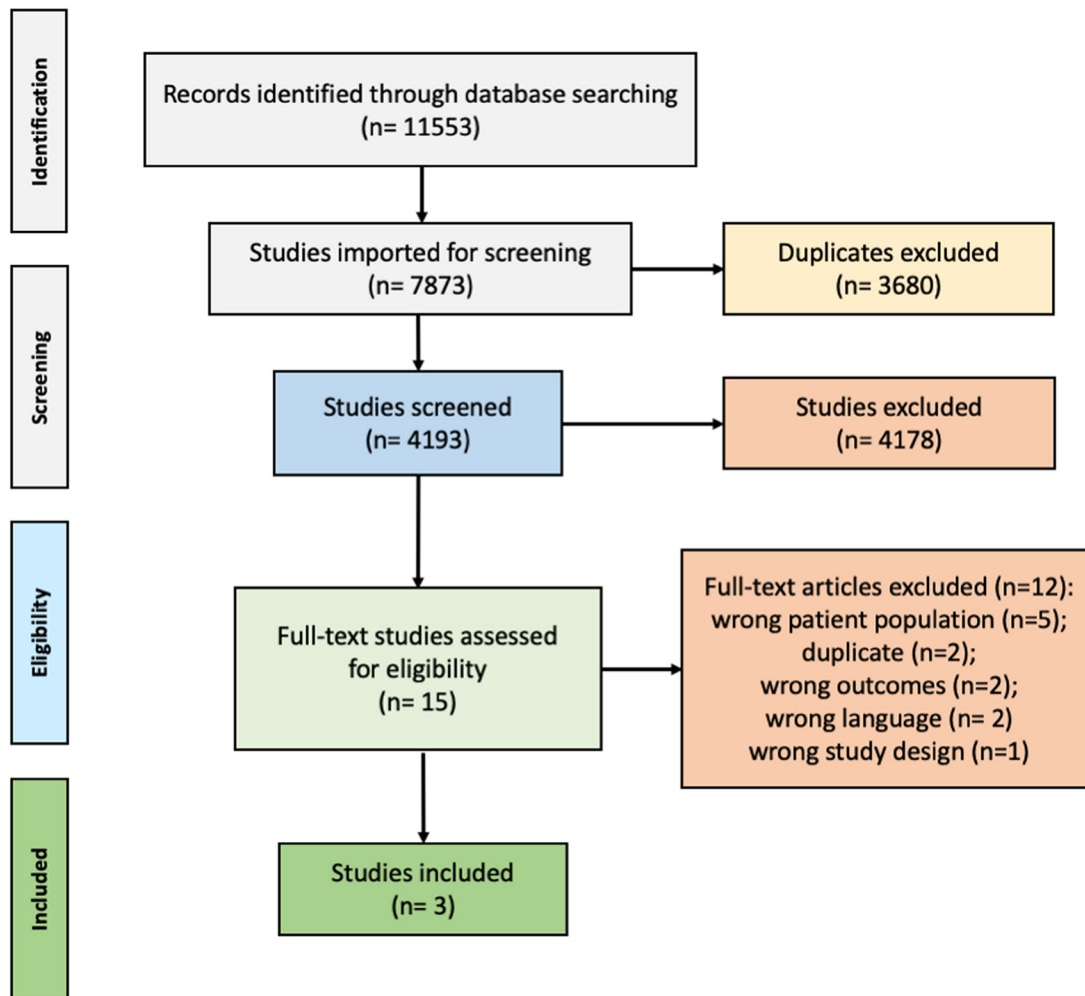 Identification
Records identified through database searching
(n= 11553)
Studies imported for screening
(n= 7873)
Duplicates excluded
(n= 3680)
Screening
Studies screened
(n= 4193)
Studies excluded
(n= 4178)
Eligibility
Full-text studies assessed
for eligibility
(n= 15)
Full-text articles excluded (n=12):
wrong patient population (n=5);
duplicate (n=2);
wrong outcomes (n=2);
wrong language (n= 2)
wrong study design (n=1)
Included
Studies included
(n= 3)